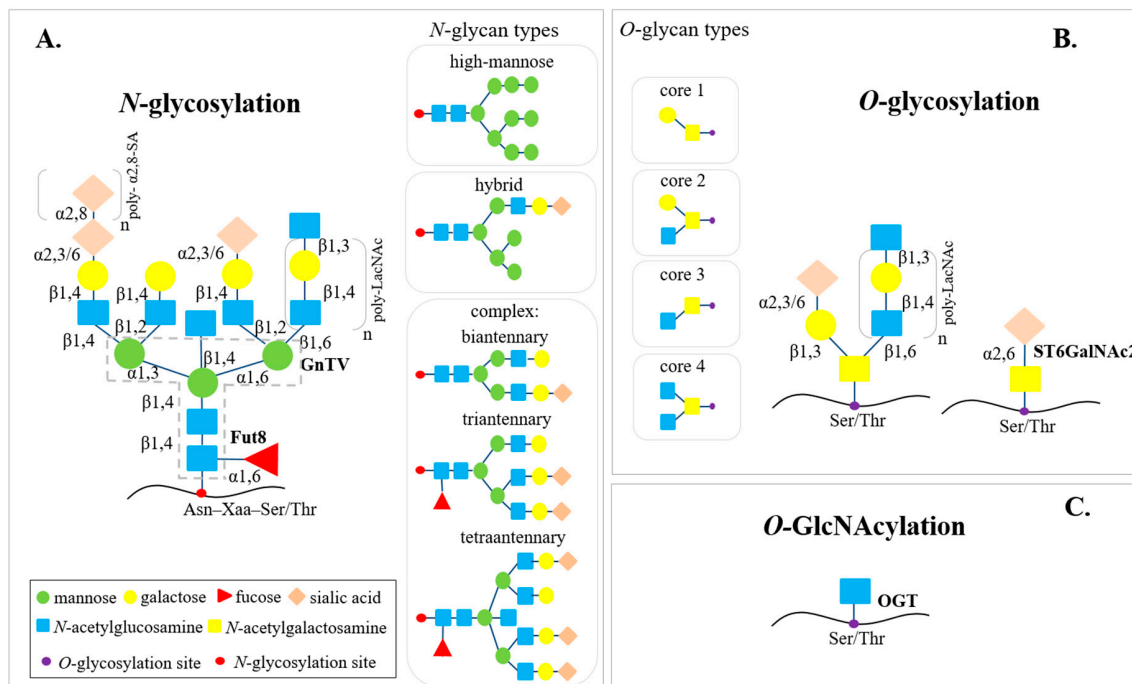 A.
N-glycosylation
poly- α2,8-SA
α2,8
n
α2,3/6
β1,4
β1,4
α2,3/6
β1,4
β1,3
β1,4
poly-LacNAc
n
β1,4
β1,2
β1,2
β1,6
GnTV
α1,3
β1,4
α1,6
β1,4
β1,4
Fut8
α1,6
Asn–Xaa–Ser/Thr
mannose
galactose
fucose
sialic acid
N-acetylglucosamine
N-acetylgalactosamine
O-glycosylation site
N-glycosylation site
N-glycan types
high-mannose
hybrid
complex:
biantennary
triantennary
tetraantennary
O-glycan types
core 1
core 2
core 3
core 4
B.
O-glycosylation
α2,3/6
β1,3
β1,3
β1,4
poly-LacNAc
n
β1,6
Ser/Thr
α2,6
ST6GalNAc2
Ser/Thr
C.
O-GlcNAcylation
OGT
Ser/Thr